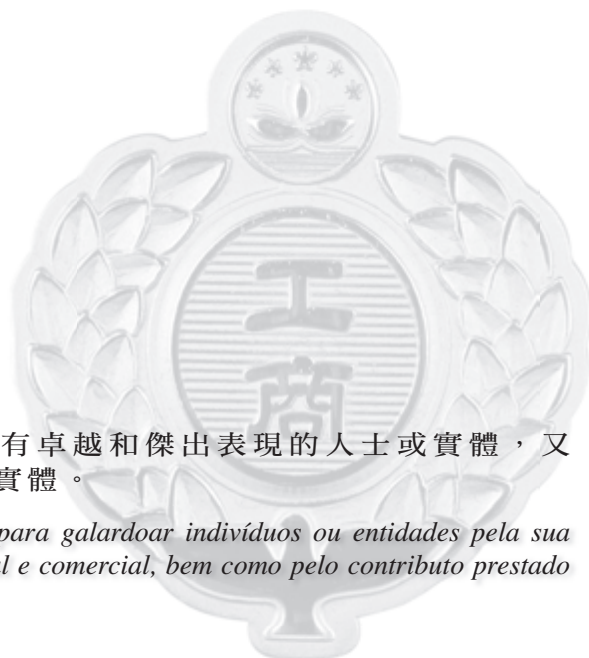 工
商
有卓越和傑出表現的人士或實體，又
實體。
para galardoar indivíduos ou entidades pela sua
l e comercial, bem como pelo contributo prestado